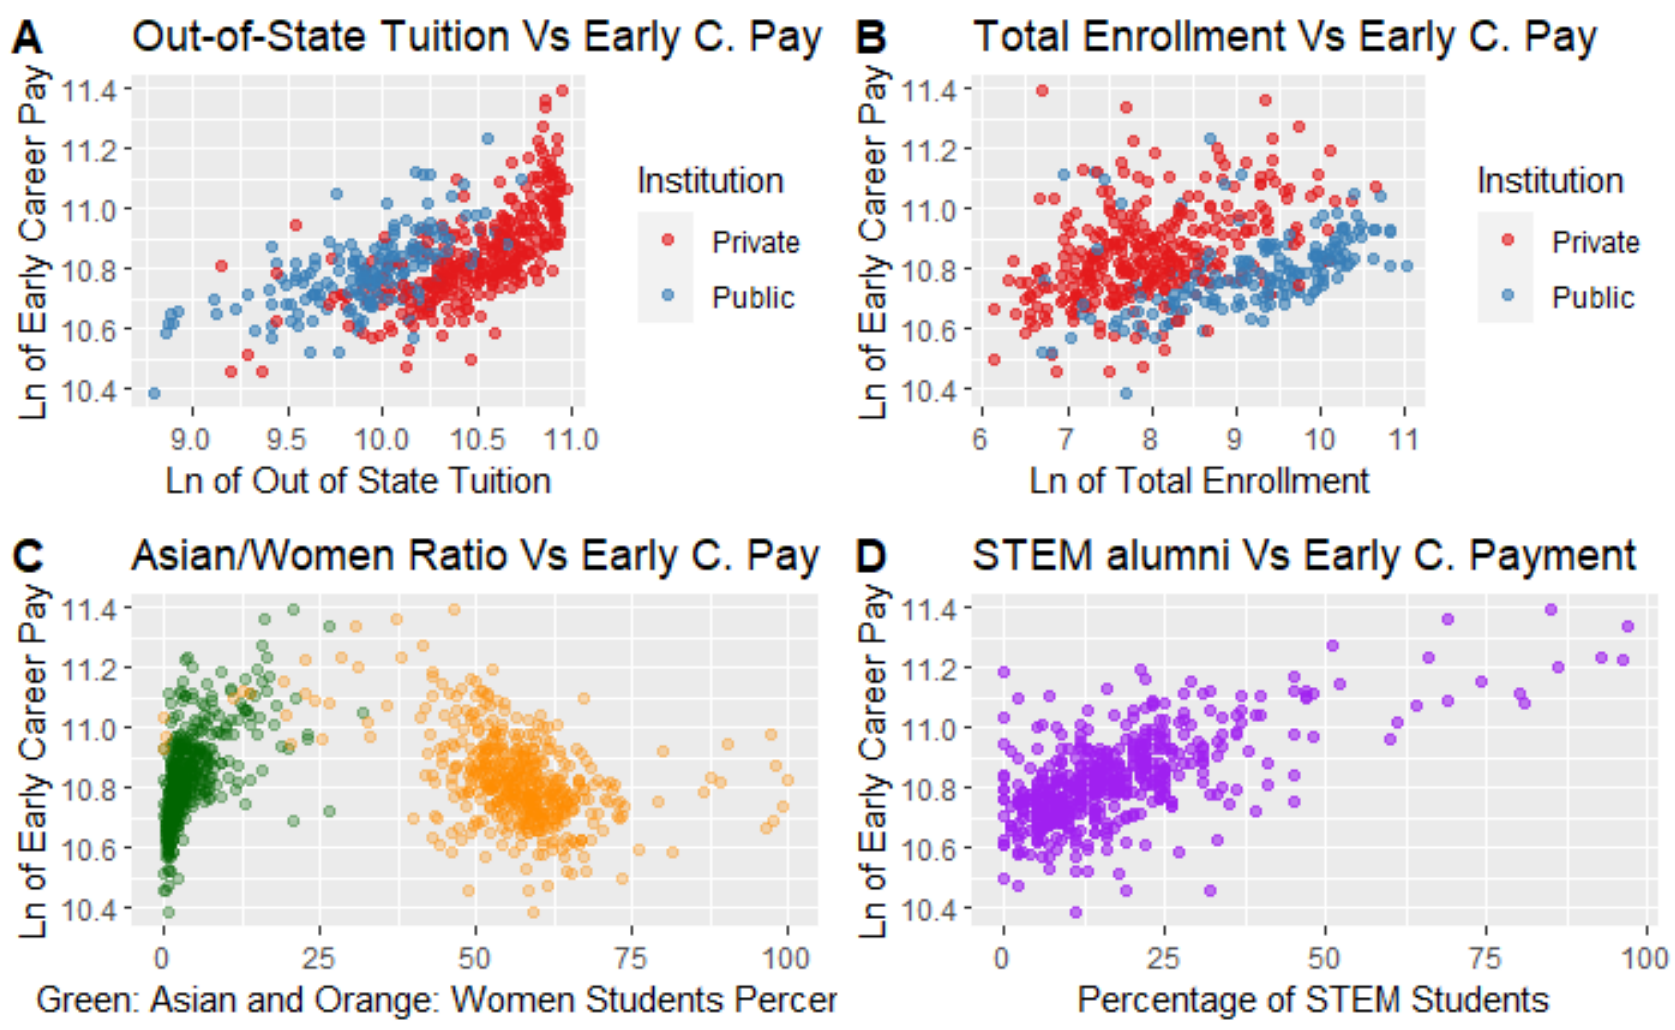 A Out-of-State Tuition Vs Early C. Pay
Ln of Early Career Pay
11.4
11.2
11.0
10.8
10.6
10.4
9.0 9.5 10.0 10.5 11.0
Ln of Out of State Tuition
Institution
Private
Public
B Total Enrollment Vs Early C. Pay
Ln of Early Career Pay
11.4
11.2
11.0
10.8
10.6
10.4
6 7 8 9 10 11
Ln of Total Enrollment
Institution
Private
Public
C Asian/Women Ratio Vs Early C. Pay
Ln of Early Career Pay
11.4
11.2
11.0
10.8
10.6
10.4
0 25 50 75 100
Green: Asian and Orange: Women Students Percer
D STEM alumni Vs Early C. Payment
Ln of Early Career Pay
11.4
11.2
11.0
10.8
10.6
10.4
0 25 50 75 100
Percentage of STEM Students